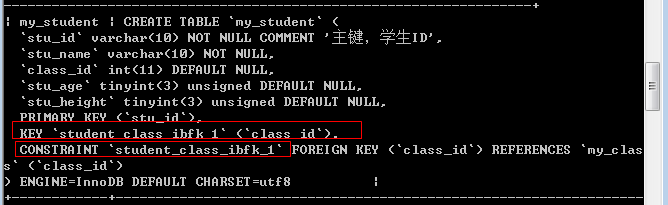 | my_student | CREATE TABLE `my_student` (
`stu_id` varchar(10) NOT NULL COMMENT '主键，学生ID',
`stu_name` varchar(10) NOT NULL,
`class_id` int(11) DEFAULT NULL,
`stu_age` tinyint(3) unsigned DEFAULT NULL,
`stu_height` tinyint(3) unsigned DEFAULT NULL,
PRIMARY KEY (`stu_id`),
KEY `student_class_ibfk_1` (`class_id`),
CONSTRAINT `student_class_ibfk_1` FOREIGN KEY (`class_id`) REFERENCES `my_clas
s` (`class_id`)
) ENGINE=InnoDB DEFAULT CHARSET=utf8 |